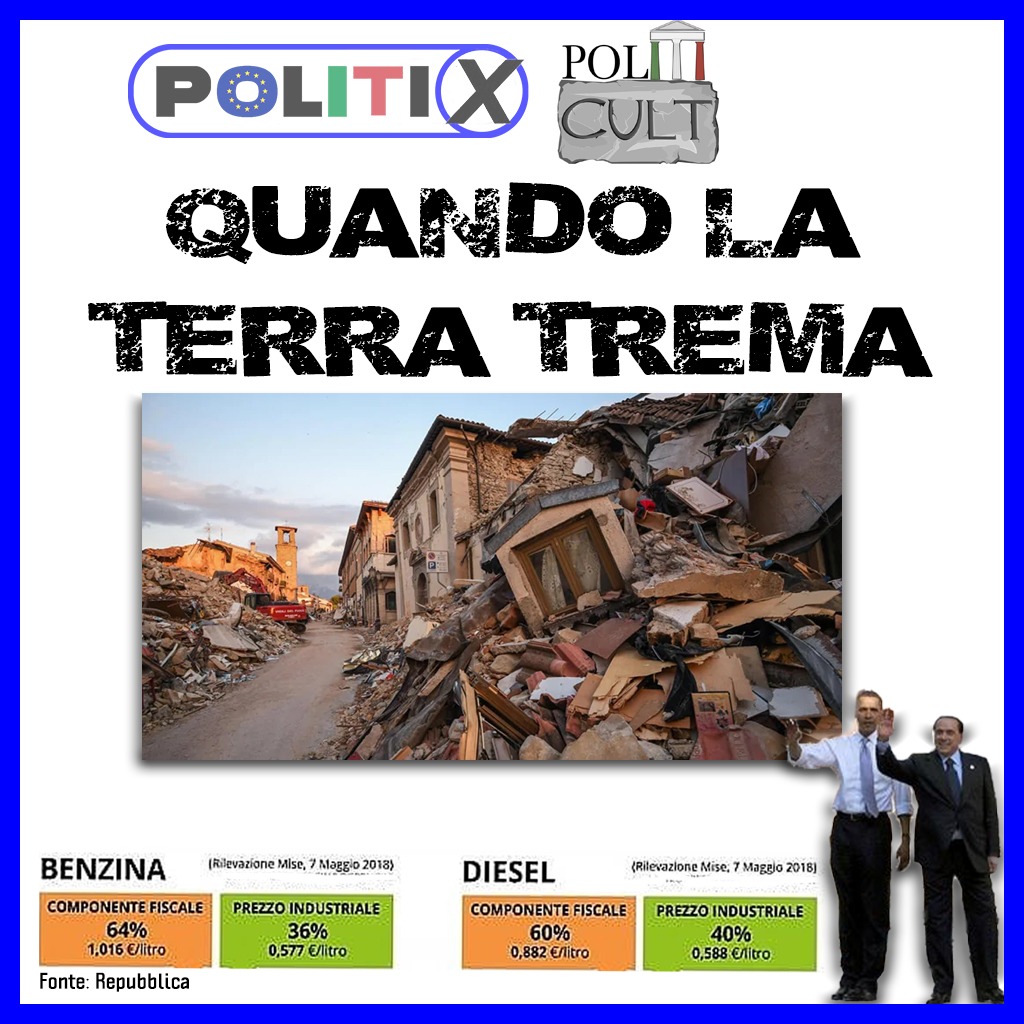 POLITIX
POLITI
CULT
QUANDO LA
TERRA TREMA
BENZINA
(Rilevazione Mise, 7 Maggio 2018)
COMPONENTE FISCALE
64%
1,016 €/litro
PREZZO INDUSTRIALE
36%
0,577 €/litro
DIESEL
(Rilevazione Mise, 7 Maggio 2018)
COMPONENTE FISCALE
60%
0,882 €/litro
PREZZO INDUSTRIALE
40%
0,588 €/litro
Fonte: Repubblica